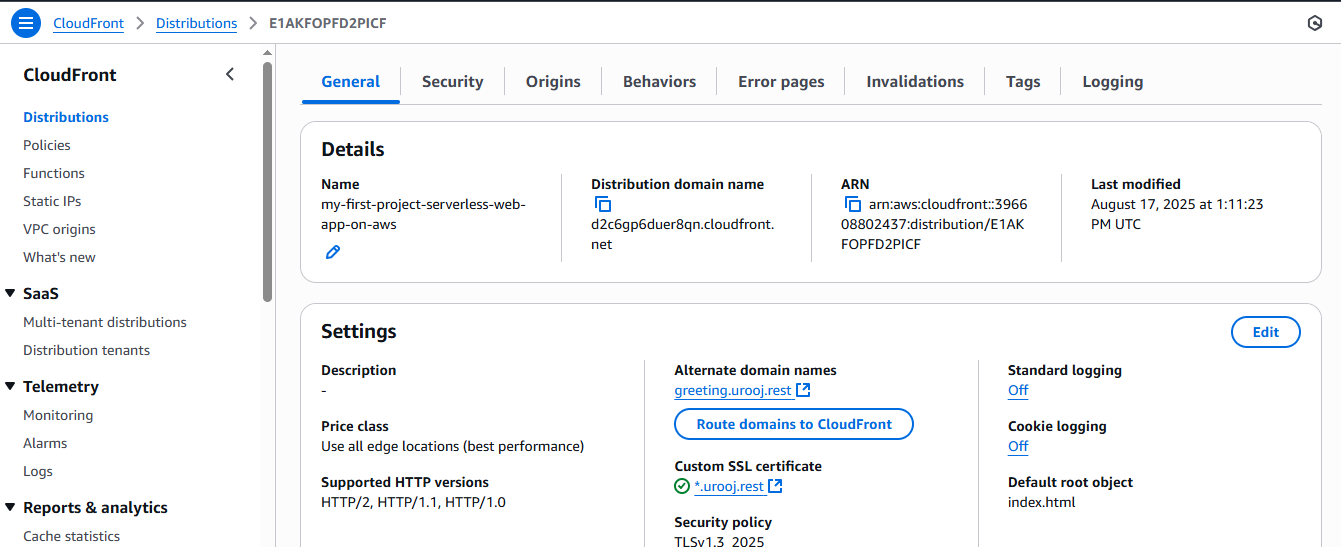 CloudFront
Distributions
E1AKFOPFD2PICF
CloudFront
Distributions
Policies
Functions
Static IPs
VPC origins
What's new
SaaS
Multi-tenant distributions
Distribution tenants
Telemetry
Monitoring
Alarms
Logs
Reports & analytics
Cache statistics
General
Security
Origins
Behaviors
Error pages
Invalidations
Tags
Logging
Details
Name
my-first-project-serverless-web-
app-on-aws
Distribution domain name
d2c6gp6duer8qn.cloudfront.
net
ARN
arn:aws:cloudfront::3966
08802437:distribution/E1AK
FOPFD2PICF
Last modified
August 17, 2025 at 1:11:23
PM UTC
Settings
Edit
Description
-
Price class
Use all edge locations (best performance)
Supported HTTP versions
HTTP/2, HTTP/1.1, HTTP/1.0
Alternate domain names
greeting.urooj.rest
Route domains to CloudFront
Custom SSL certificate
*.urooj.rest
Security policy
TLSv1.3_2025
Standard logging
Off
Cookie logging
Off
Default root object
index.html